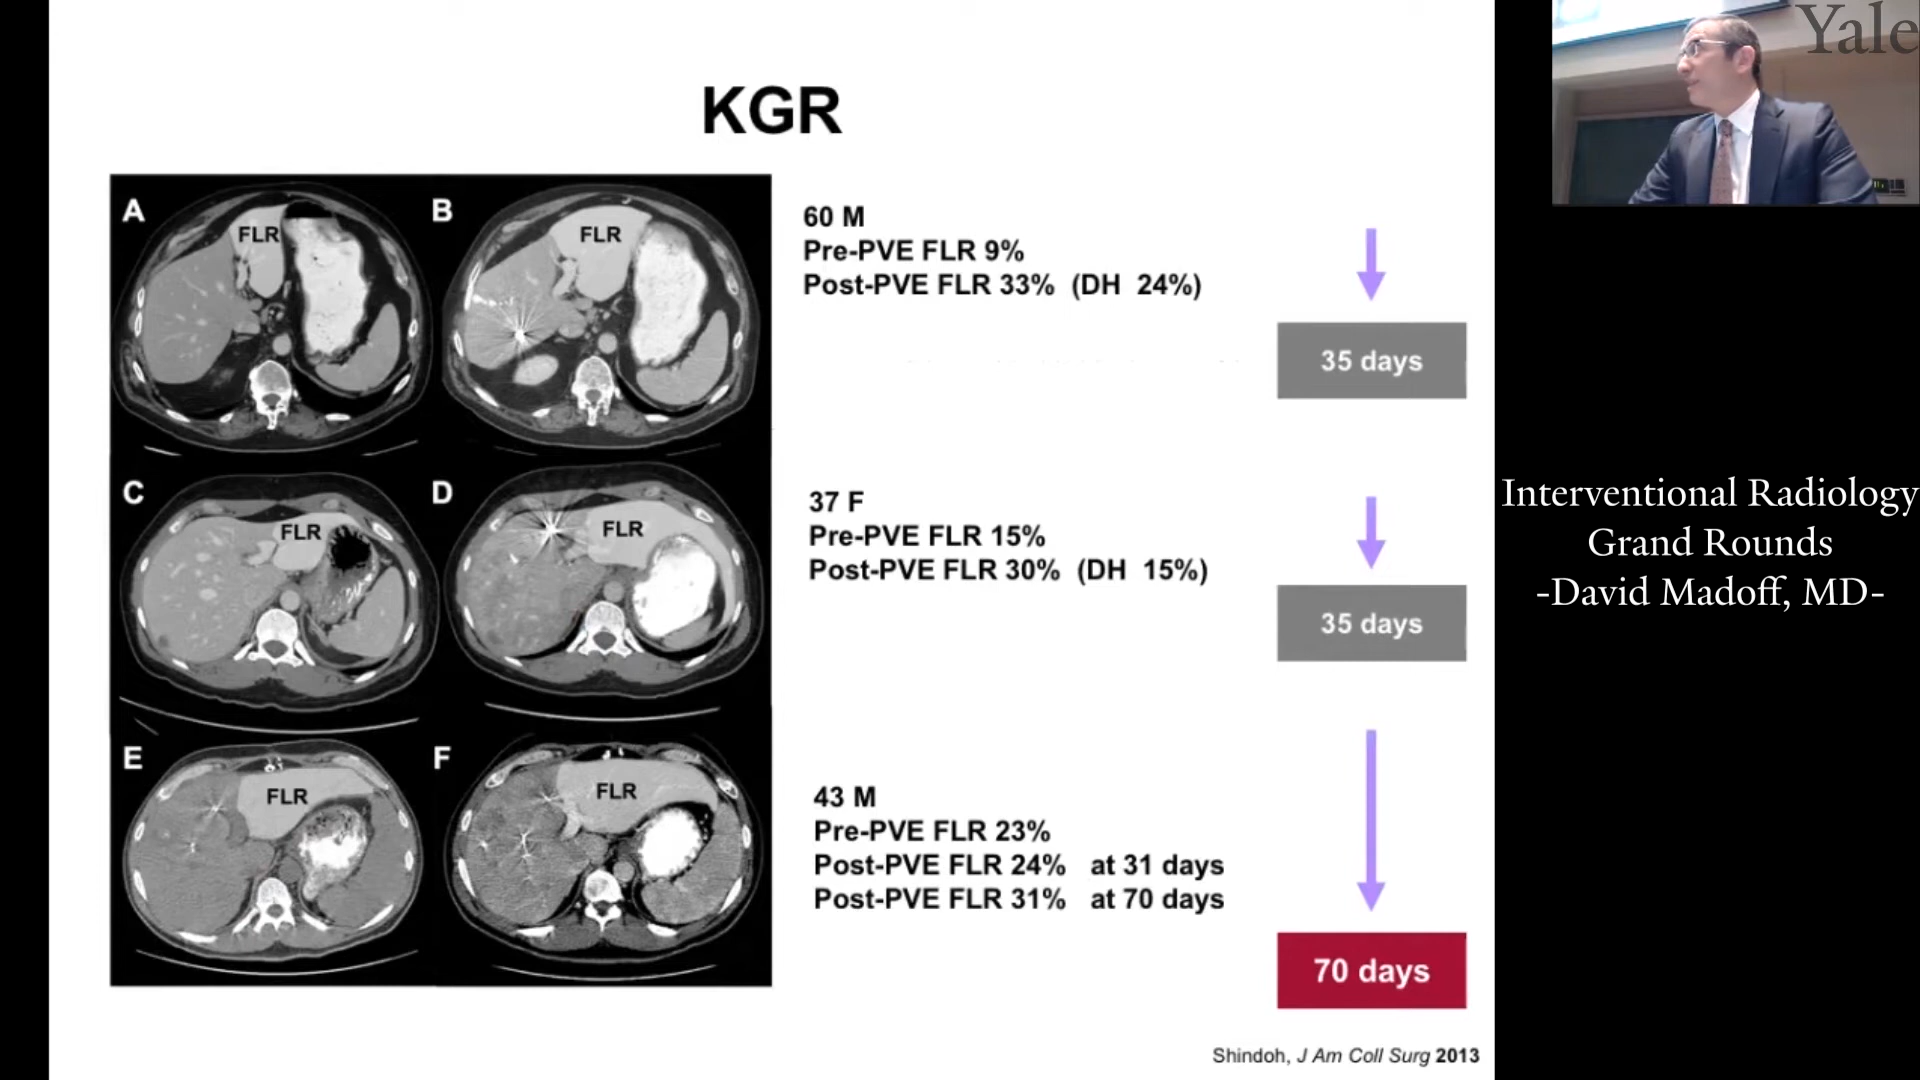 KGR
A
FLR
B
FLR
C
FLR
D
FLR
E
FLR
F
FLR
60 M
Pre-PVE FLR 9%
Post-PVE FLR 33% (DH 24%)
35 days
37 F
Pre-PVE FLR 15%
Post-PVE FLR 30% (DH 15%)
35 days
43 M
Pre-PVE FLR 23%
Post-PVE FLR 24% at 31 days
Post-PVE FLR 31% at 70 days
70 days
Shindoh, J Am Coll Surg 2013
Yale
Interventional Radiology
Grand Rounds
-David Madoff, MD-